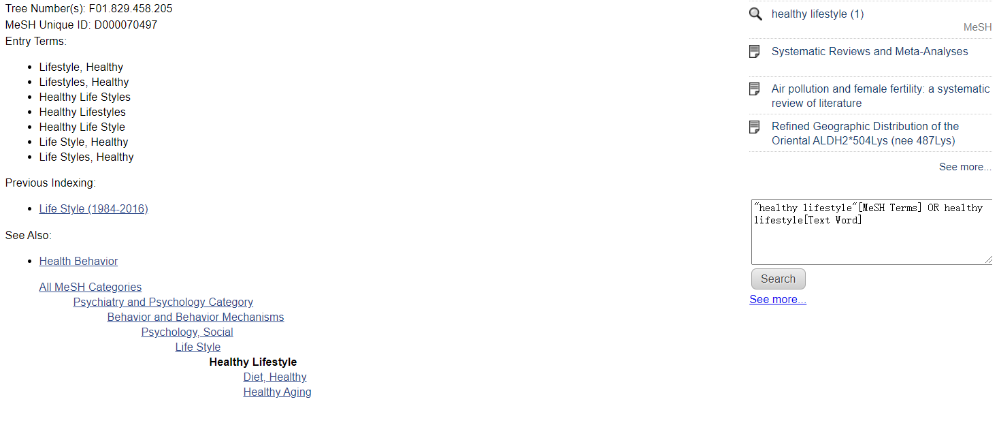 Tree Number(s): F01.829.458.205
MeSH Unique ID: D000070497
Entry Terms:
Lifestyle, Healthy
Lifestyles, Healthy
Healthy Life Styles
Healthy Lifestyles
Healthy Life Style
Life Style, Healthy
Life Styles, Healthy
Previous Indexing:
Life Style (1984-2016)
See Also:
Health Behavior
All MeSH Categories
Psychiatry and Psychology Category
Behavior and Behavior Mechanisms
Psychology, Social
Life Style
Healthy Lifestyle
Diet, Healthy
Healthy Aging
healthy lifestyle (1)
MeSH
Systematic Reviews and Meta-Analyses
Air pollution and female fertility: a systematic
review of literature
Refined Geographic Distribution of the
Oriental ALDH2*504Lys (nee 487Lys)
See more...
"healthy lifestyle"[MeSH Terms] OR healthy
lifestyle[Text Word]
Search
See more...